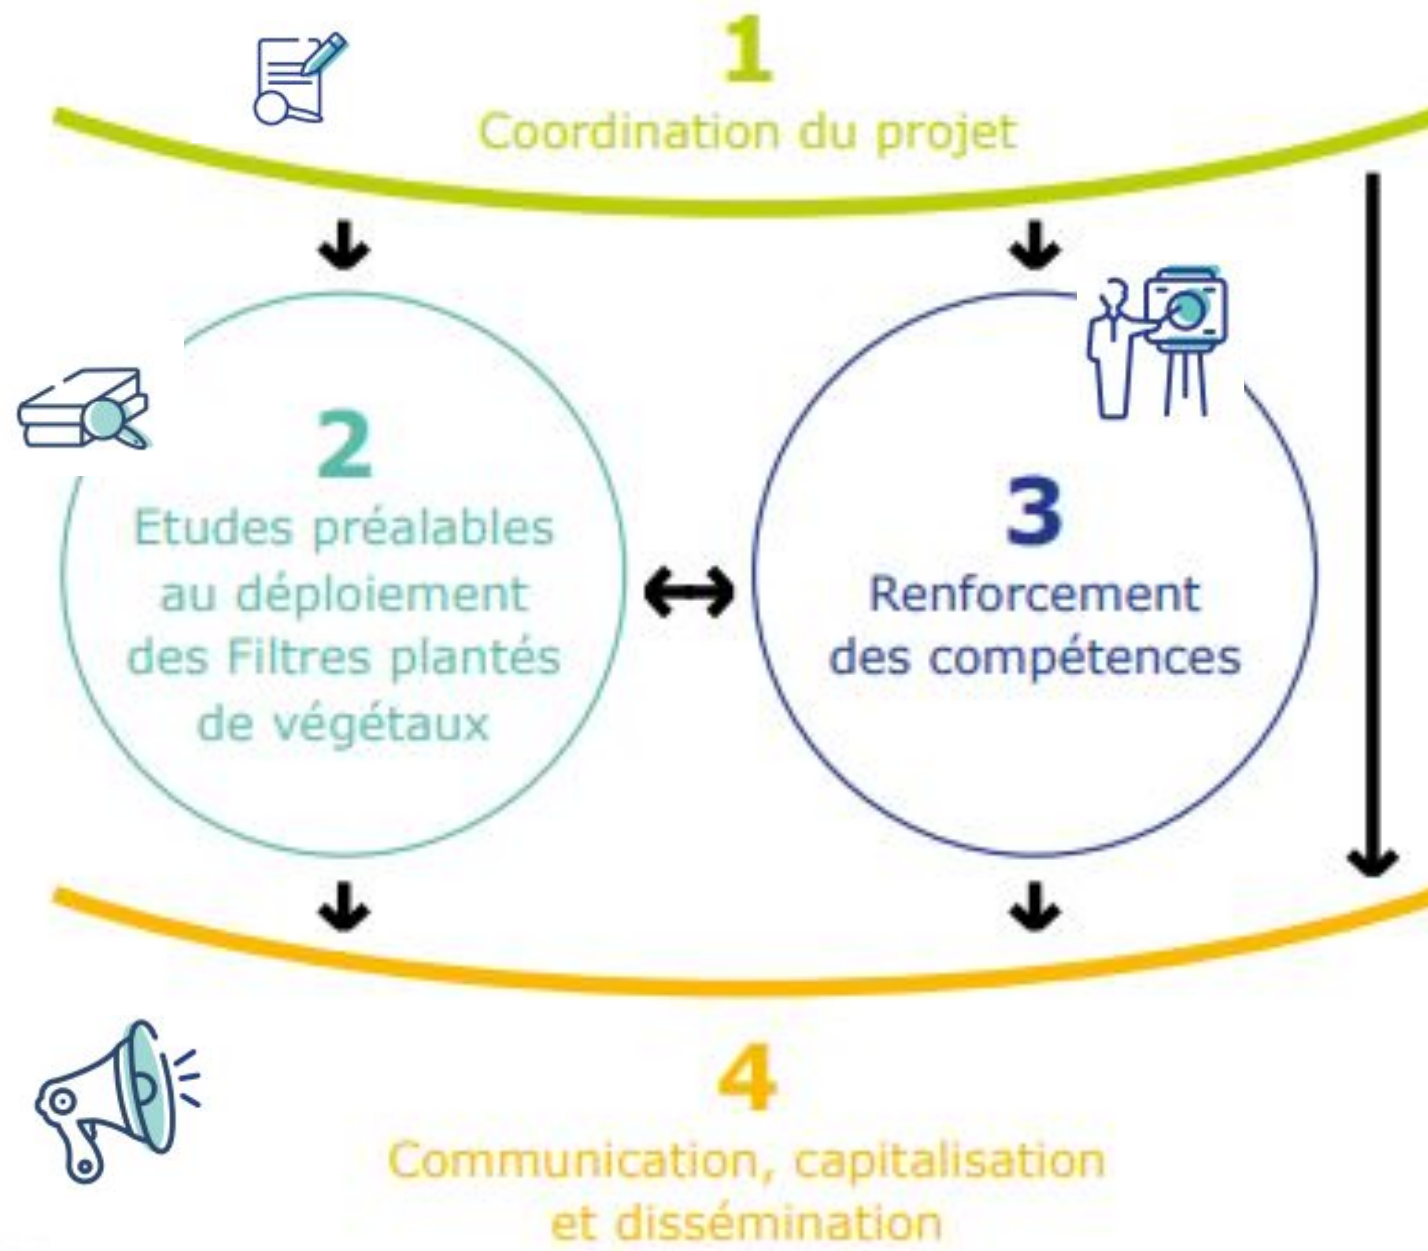 1
Coordination du projet
2
Etudes préalables
au déploiement
des Filtres plantés
de végétaux
3
Renforcement
des compétences
4
Communication, capitalisation
et dissémination